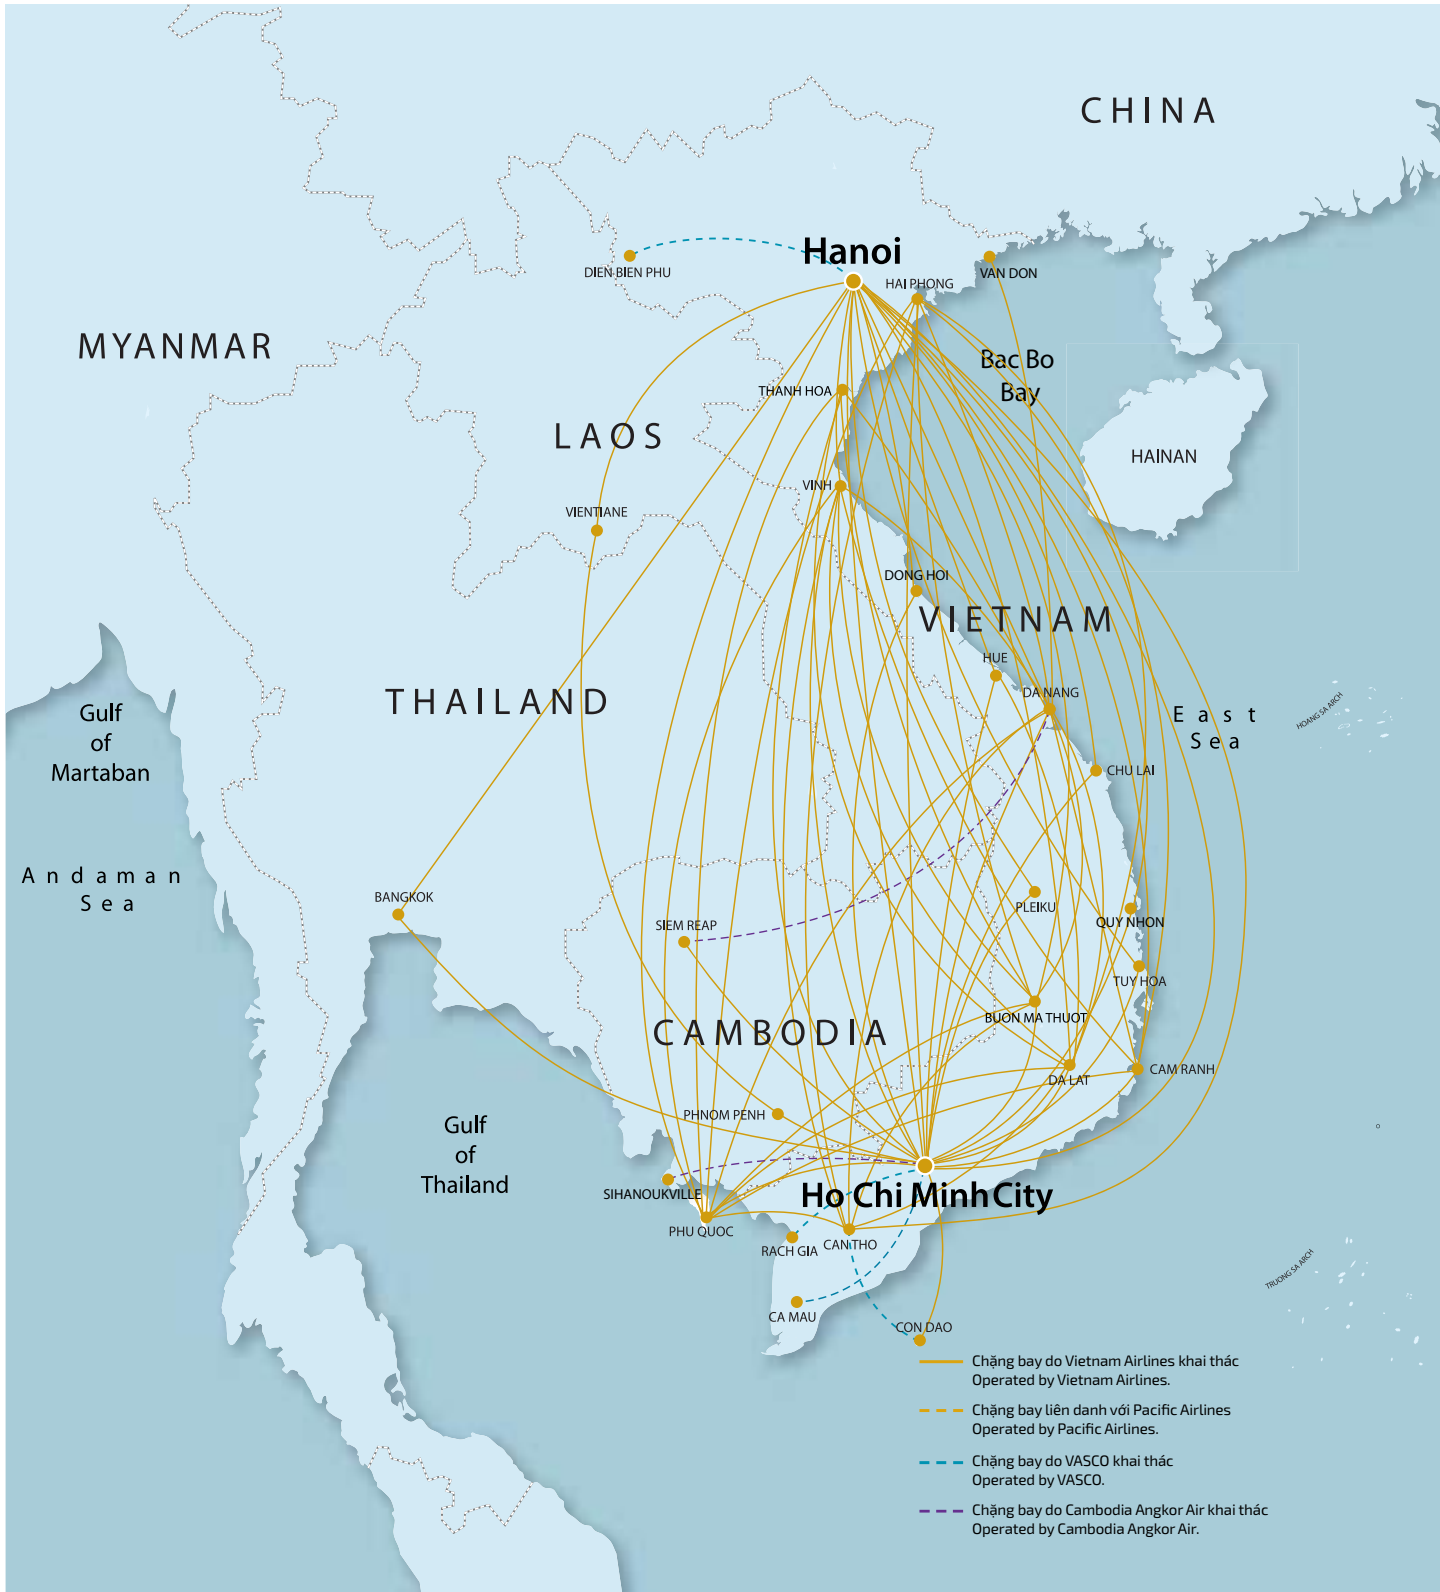 CHINA
Hanoi
DIEN BIEN PHU
VAN DON
HAI PHONG
MYANMAR
Bac Bo
Bay
THANH HOA
LAOS
HAINAN
VINH
VIENTIANE
DONG HOI
VIETNAM
HUE
DA NANG
THAILAND
HOANG SA ARCH
Gulf
of
Martaban
East
Sea
CHU LAI
Andaman
Sea
BANGKOK
PLEIKU
SIEM REAP
QUY NHON
TUY HOA
BUON MA THUOT
CAMBODIA
CAM RANH
DA LAT
PHNOM PENH
Gulf
of
Thailand
SIHANOUKVILLE
Ho Chi Minh City
PHU QUOC
RACH GIA
CAN THO
TRUONG SA ARCH
CA MAU
CON DAO
Chặng bay do Vietnam Airlines khai thác
Operated by Vietnam Airlines.
Chặng bay liên danh với Pacific Airlines
Operated by Pacific Airlines.
Chặng bay do VASCO khai thác
Operated by VASCO.
Chặng bay do Cambodia Angkor Air khai thác
Operated by Cambodia Angkor Air.